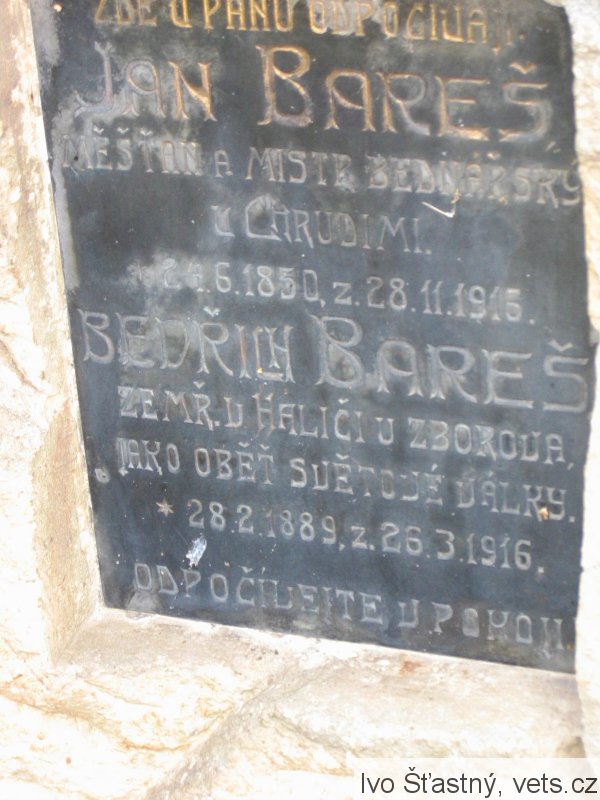 ZDE V PÁNU ODPOČÍVAJÍ:
JAN BAREŠ,
MĚŠŤAN A MISTR BEDNÁŘSKÝ
V CHRUDIMI.
* 24.6.1850, z. 28.11.1915.
BEDŘICH BAREŠ
ZEMŘ. V HALIČI U ZBOROVA,
JAKO OBĚŤ SVĚTOVÉ VÁLKY.
* 28.2.1889, z. 26.3.1916.
ODPOČÍVEJTE V POKOJI!
Ivo Šťastný, vets.cz